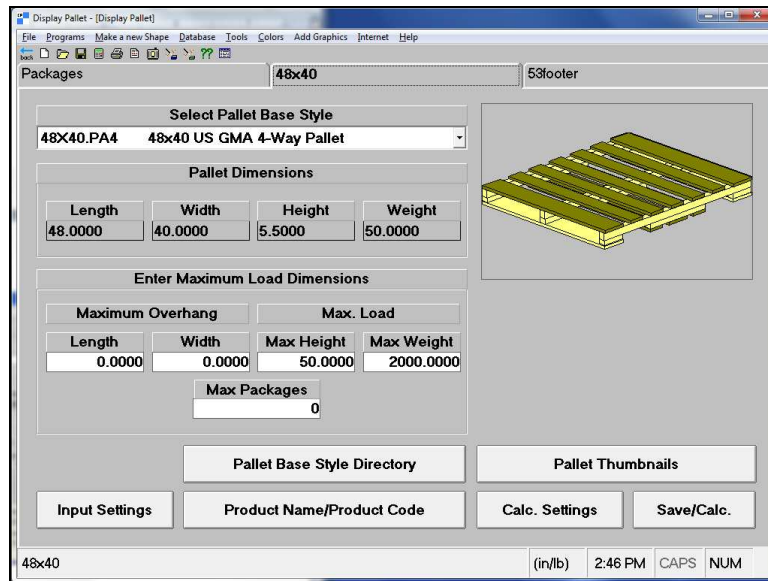 Display Pallet - [Display Pallet]
File Programs Make a new Shape Database Tools Colors Add Graphics Internet Help
back
Packages 48x40 53footer
Select Pallet Base Style
48X40.PA4 48x40 US GMA 4-Way Pallet
Pallet Dimensions
Length Width Height Weight
48.0000 40.0000 5.5000 50.0000
Enter Maximum Load Dimensions
Maximum Overhang Max. Load
Length Width Max Height Max Weight
0.0000 0.0000 50.0000 2000.0000
Max Packages
0
Pallet Base Style Directory Pallet Thumbnails
Input Settings Product Name/Product Code Calc. Settings Save/Calc.
48x40 (in/lb) 2:46 PM CAPS NUM